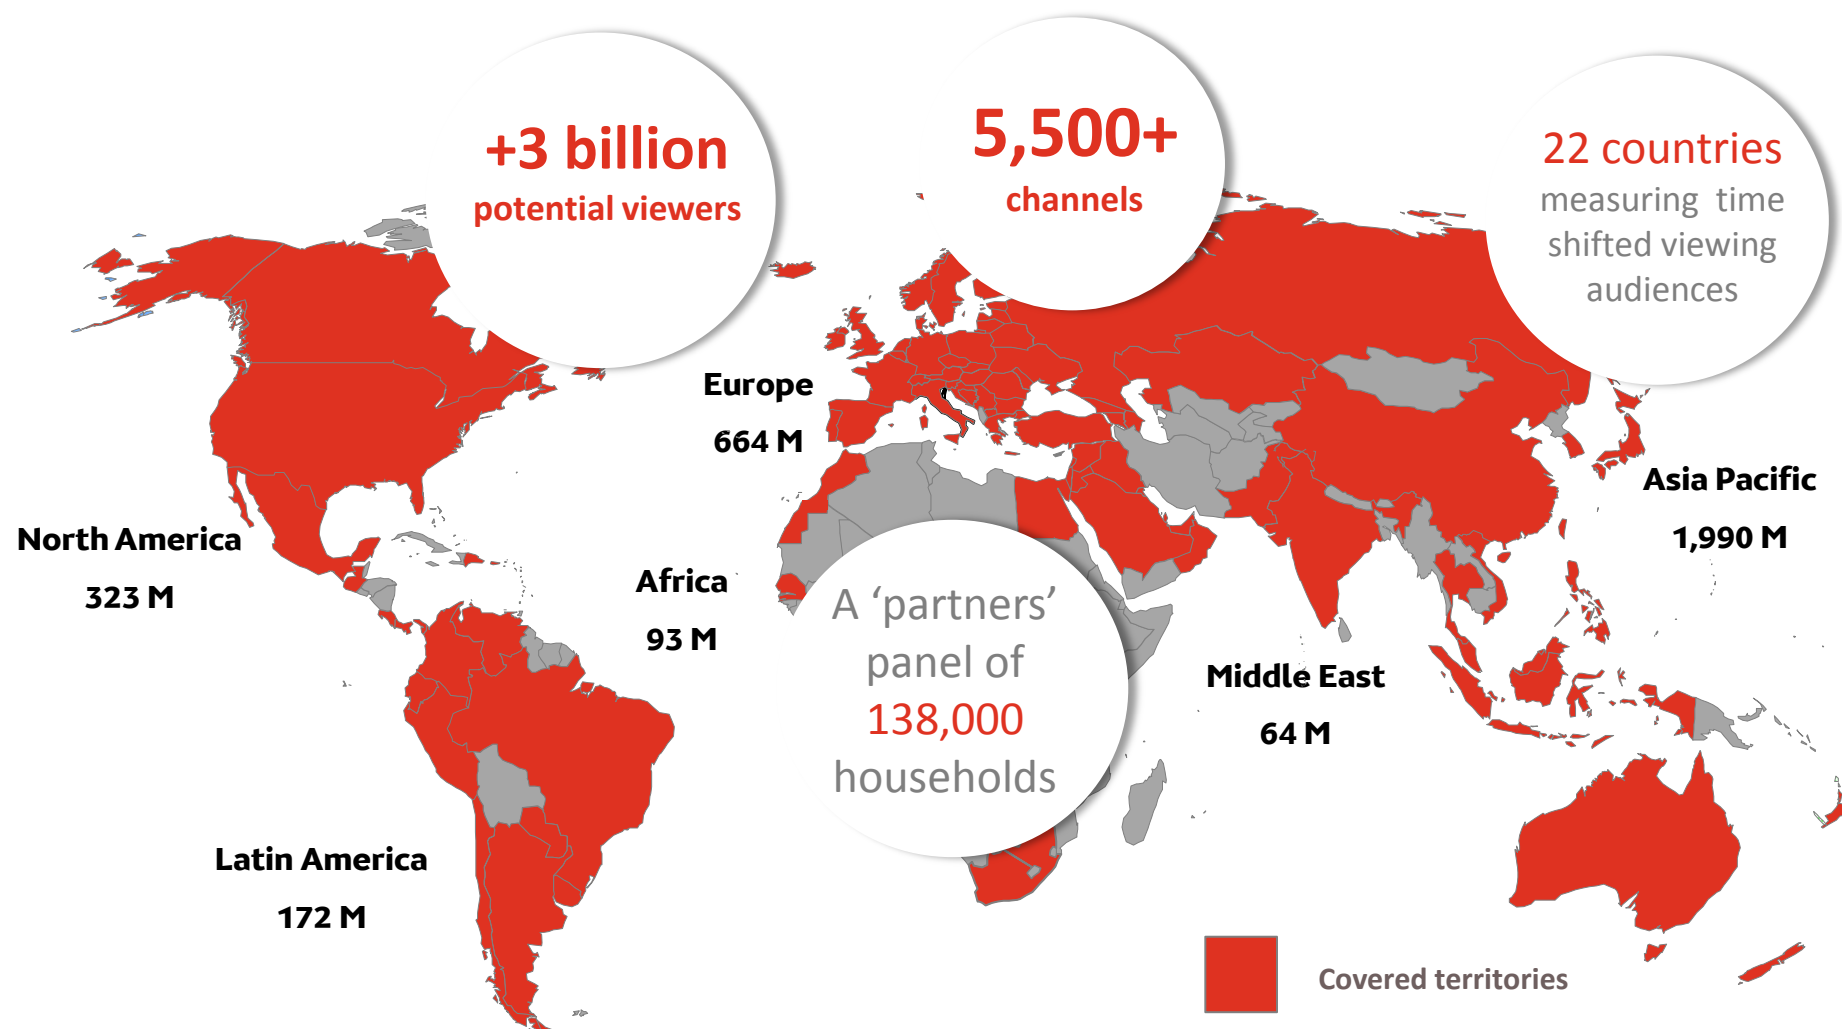 +3 billion
potential viewers
5,500+
channels
22 countries
measuring time
shifted viewing
audiences
Europe
664 M
Asia Pacific
1,990 M
North America
323 M
Africa
93 M
A ‘partners’
panel of
138,000
households
Middle East
64 M
Latin America
172 M
Covered territories